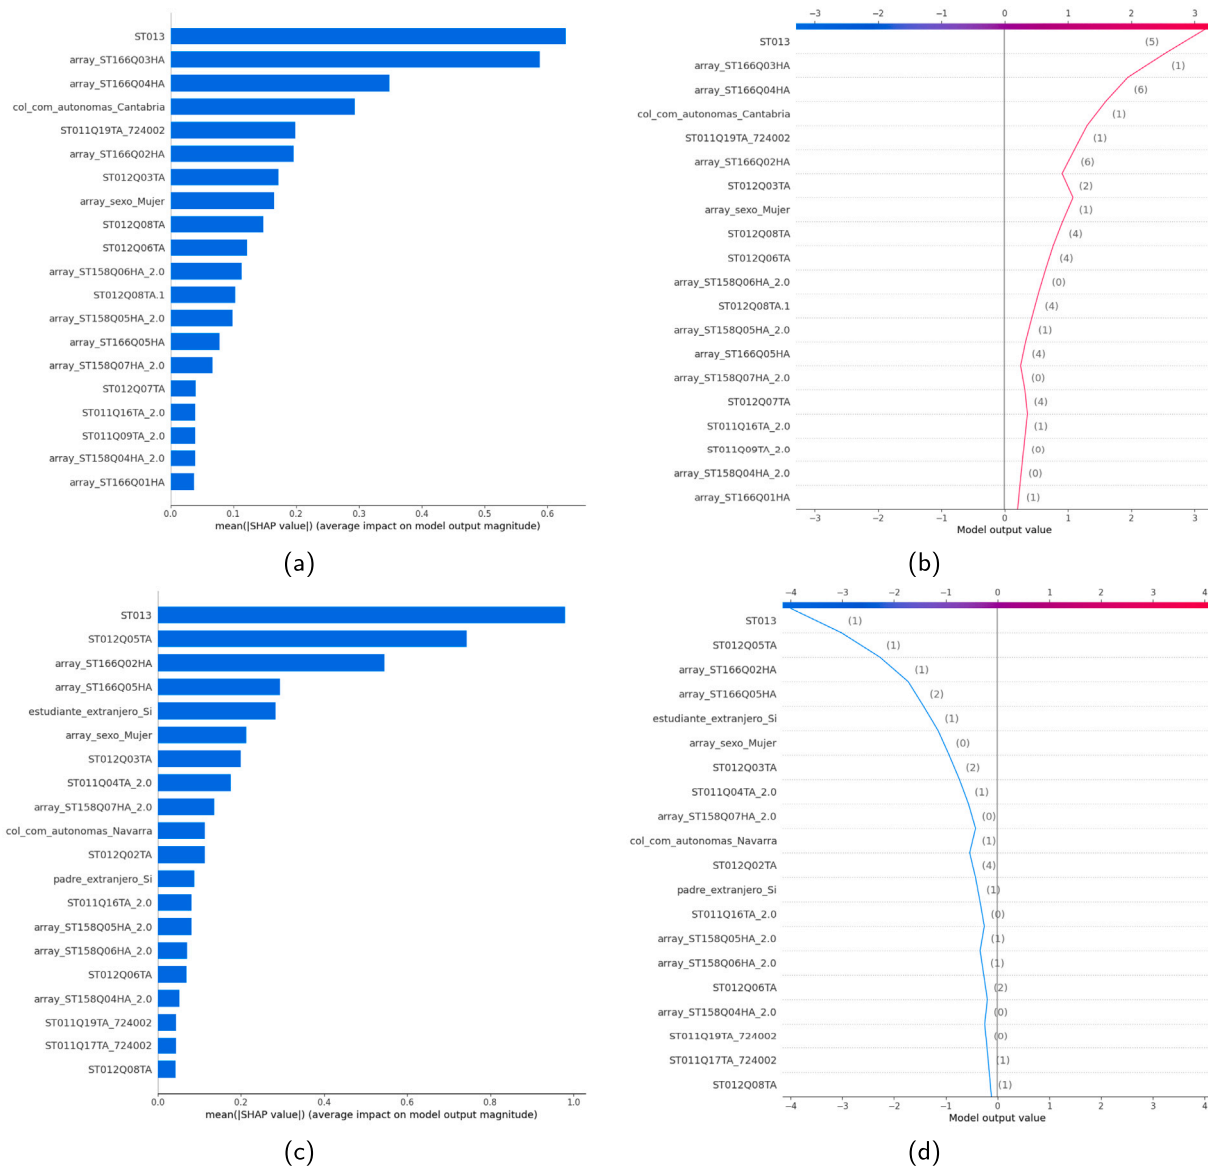 ST013
array_ST166Q03HA
array_ST166Q04HA
col_com_autonomas_Cantabria
ST011Q19TA_724002
array_ST166Q02HA
ST012Q03TA
array_sexo_Mujer
ST012Q08TA
ST012Q06TA
array_ST158Q06HA_2.0
ST012Q08TA.1
array_ST158Q05HA_2.0
array_ST166Q05HA
array_ST158Q07HA_2.0
ST012Q07TA
ST011Q16TA_2.0
ST011Q09TA_2.0
array_ST158Q04HA_2.0
array_ST166Q01HA
0.0 0.1 0.2 0.3 0.4 0.5 0.6
mean(|SHAP value|) (average impact on model output magnitude)
(a)
−3 −2 −1 0 1 2 3
ST013 (5)
array_ST166Q03HA (1)
array_ST166Q04HA (6)
col_com_autonomas_Cantabria (1)
ST011Q19TA_724002 (1)
array_ST166Q02HA (6)
ST012Q03TA (2)
array_sexo_Mujer (1)
ST012Q08TA (4)
ST012Q06TA (4)
array_ST158Q06HA_2.0 (0)
ST012Q08TA.1 (4)
array_ST158Q05HA_2.0 (1)
array_ST166Q05HA (4)
array_ST158Q07HA_2.0 (0)
ST012Q07TA (4)
ST011Q16TA_2.0 (1)
ST011Q09TA_2.0 (0)
array_ST158Q04HA_2.0 (0)
array_ST166Q01HA (1)
−3 −2 −1 0 1 2 3
Model output value
(b)
ST013
ST012Q05TA
array_ST166Q02HA
array_ST166Q05HA
estudiante_extranjero_Si
array_sexo_Mujer
ST012Q03TA
ST011Q04TA_2.0
array_ST158Q07HA_2.0
col_com_autonomas_Navarra
ST012Q02TA
padre_extranjero_Si
ST011Q16TA_2.0
array_ST158Q05HA_2.0
array_ST158Q06HA_2.0
ST012Q06TA
array_ST158Q04HA_2.0
ST011Q19TA_724002
ST011Q17TA_724002
ST012Q08TA
0.0 0.2 0.4 0.6 0.8 1.0
mean(|SHAP value|) (average impact on model output magnitude)
(c)
−4 −3 −2 −1 0 1 2 3 4
ST013 (1)
ST012Q05TA (1)
array_ST166Q02HA (1)
array_ST166Q05HA (2)
estudiante_extranjero_Si (1)
array_sexo_Mujer (0)
ST012Q03TA (2)
ST011Q04TA_2.0 (1)
array_ST158Q07HA_2.0 (0)
col_com_autonomas_Navarra (1)
ST012Q02TA (4)
padre_extranjero_Si (1)
ST011Q16TA_2.0 (0)
array_ST158Q05HA_2.0 (1)
array_ST158Q06HA_2.0 (1)
ST012Q06TA (2)
array_ST158Q04HA_2.0 (0)
ST011Q19TA_724002 (0)
ST011Q17TA_724002 (1)
ST012Q08TA (1)
−4 −3 −2 −1 0 1 2 3 4
Model output value
(d)